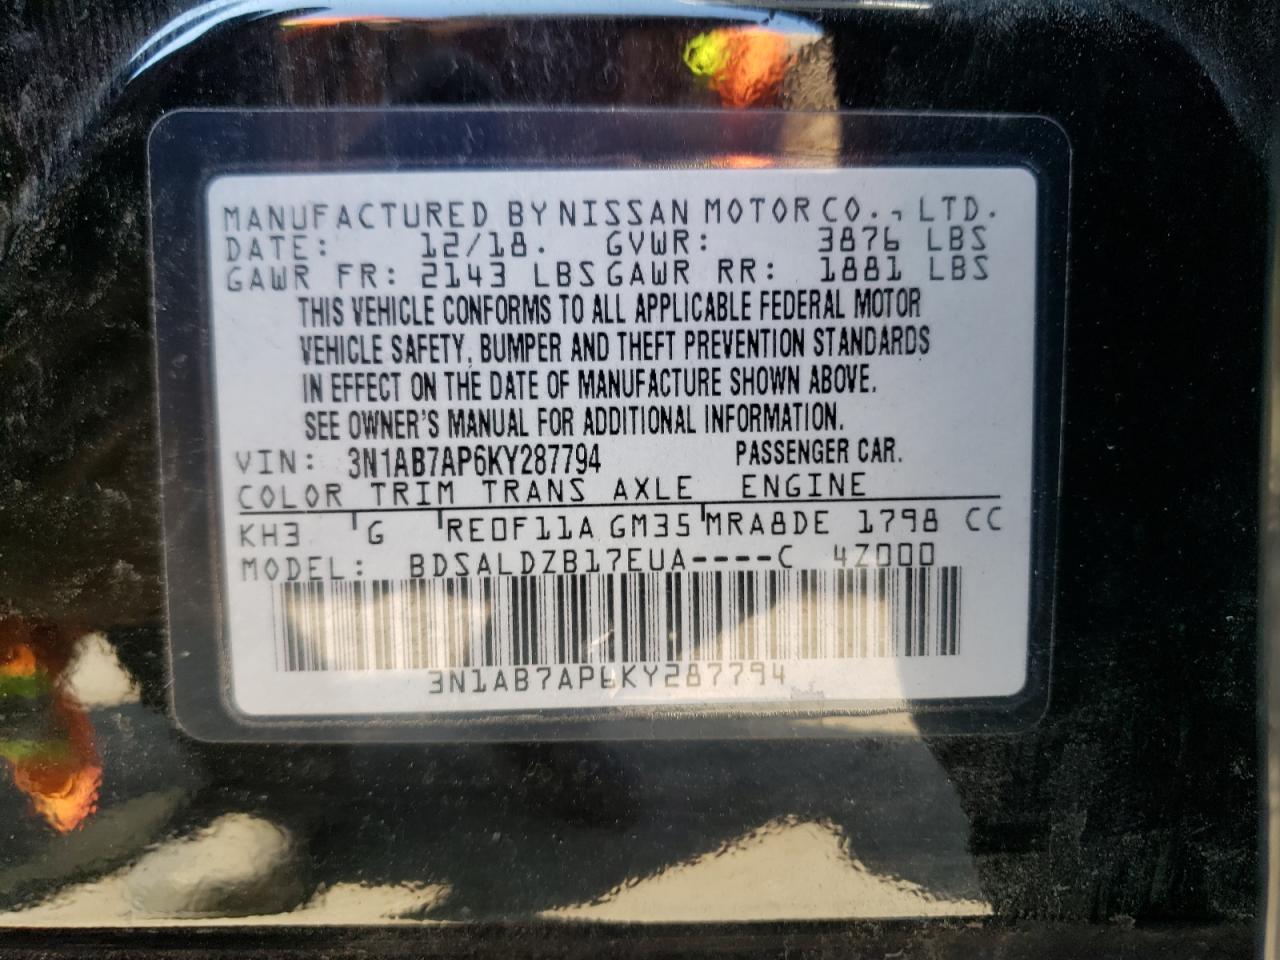 MANUFACTURED BY NISSAN MOTOR CO., LTD.
DATE: 12/18. GVWR: 3876 LBS
GAWR FR: 2143 LBS GAWR RR: 1881 LBS
THIS VEHICLE CONFORMS TO ALL APPLICABLE FEDERAL MOTOR
VEHICLE SAFETY, BUMPER AND THEFT PREVENTION STANDARDS
IN EFFECT ON THE DATE OF MANUFACTURE SHOWN ABOVE.
SEE OWNER'S MANUAL FOR ADDITIONAL INFORMATION.
VIN: 3N1AB7AP6KY287794 PASSENGER CAR.
COLOR TRIM TRANS AXLE ENGINE
KH3 G RE0F11A GM35 MRA8DE 1798 CC
MODEL: BDSALDZB17EUA----C 4Z000
3N1AB7AP6KY287794